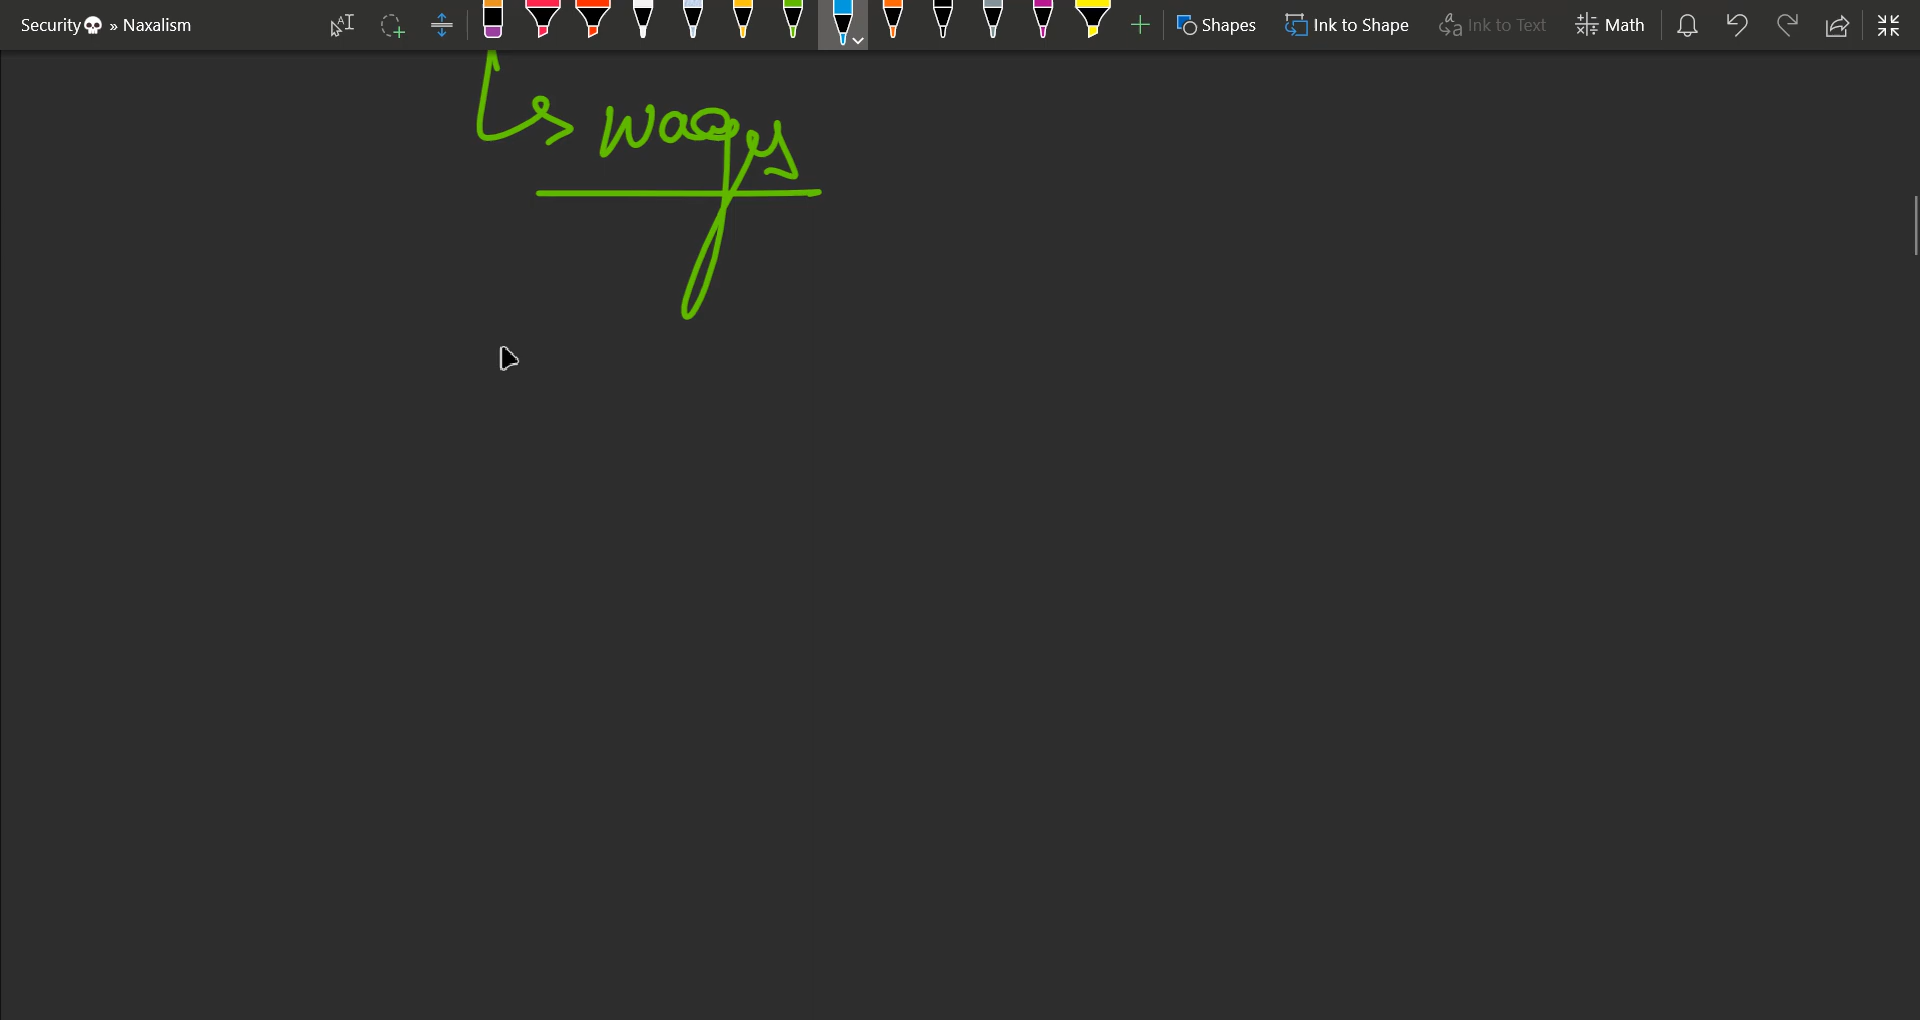 Security💀 » Naxalism Shapes Ink to Shape Ink to Text Math
wages